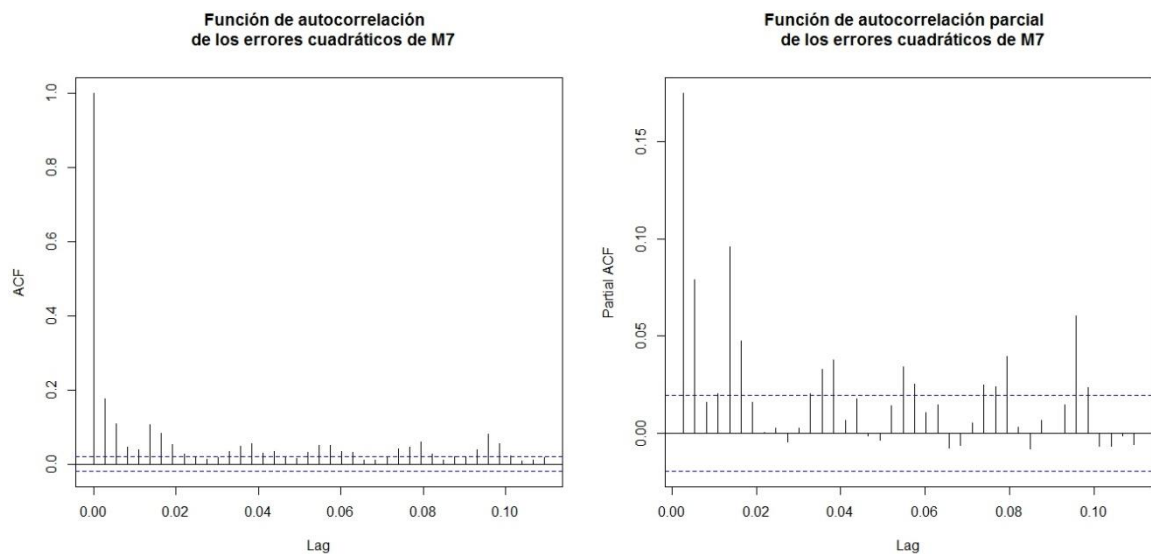 Función de autocorrelación
de los errores cuadráticos de M7
1.0
0.8
0.6
0.4
0.2
0.0
ACF
0.00
0.02
0.04
0.06
0.08
0.10
Lag
Función de autocorrelación parcial
de los errores cuadráticos de M7
0.15
0.10
0.05
0.00
Partial ACF
0.00
0.02
0.04
0.06
0.08
0.10
Lag